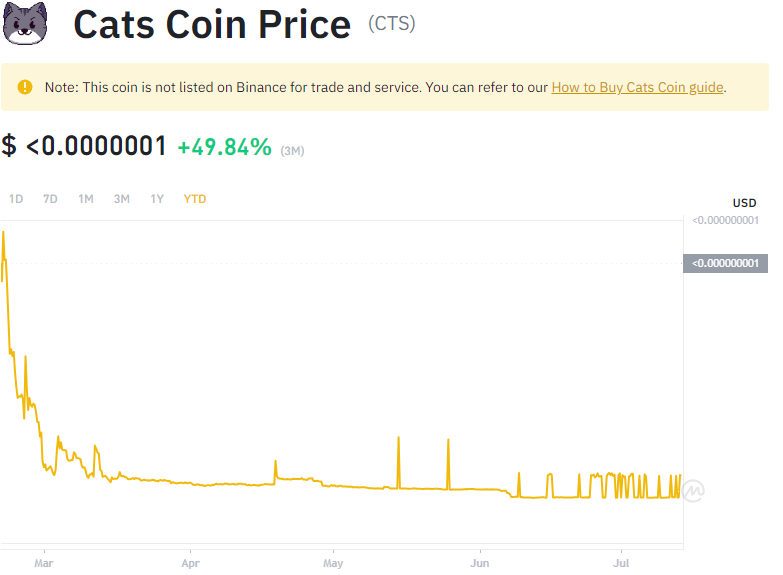 Cats Coin Price (CTS)
Note: This coin is not listed on Binance for trade and service. You can refer to our How to Buy Cats Coin guide.
$ <0.0000001 +49.84% (3M)
1D 7D 1M 3M 1Y YTD
USD
<0.000000001
<0.000000001
Mar Apr May Jun Jul